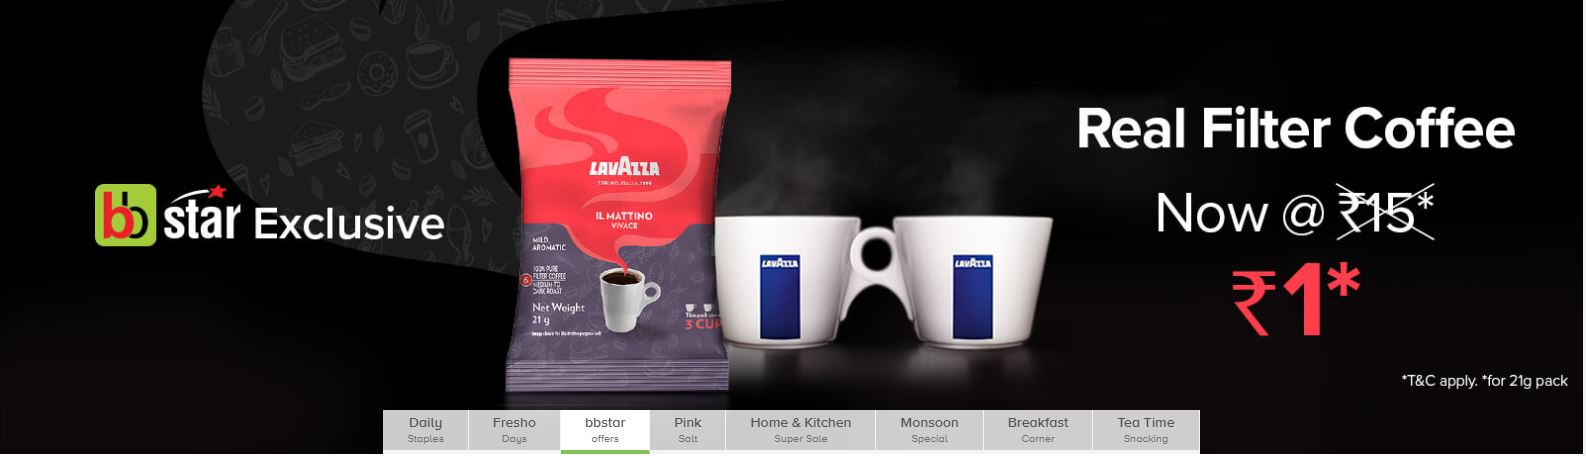 bb star Exclusive
LAVAZZA
TORINO, ITALIA, 1895
IL MATTINO
VIVACE
MILD,
AROMATIC
100% PURE
FILTER COFFEE
MEDIUM TO
DARK ROAST
Net Weight
21 g
3 CUP
LAVAZZA
LAVAZZA
Real Filter Coffee
Now @ ₹15*
₹1*
*T&C apply. *for 21g pack
Daily
Staples
Fresho
Days
bbstar
offers
Pink
Salt
Home & Kitchen
Super Sale
Monsoon
Special
Breakfast
Corner
Tea Time
Snacking